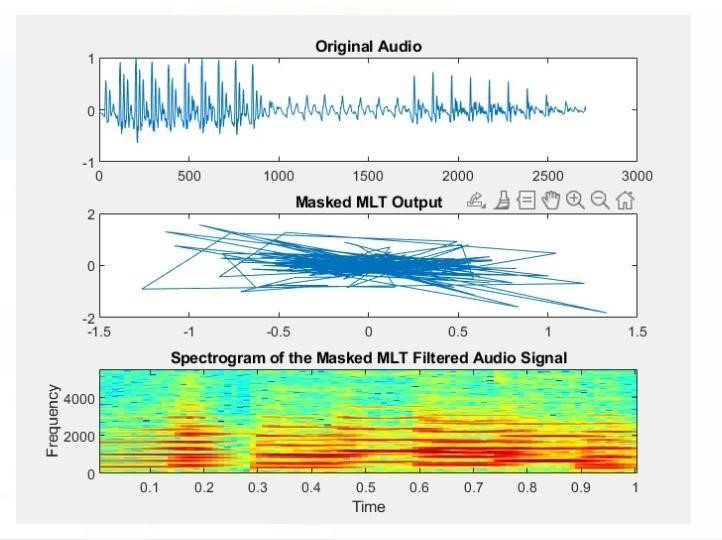 Original Audio
1
0
-1
0 500 1000 1500 2000 2500 3000
Masked MLT Output
2
0
-2
-1.5 -1 -0.5 0 0.5 1 1.5
Spectrogram of the Masked MLT Filtered Audio Signal
Frequency
4000
2000
0
0.1 0.2 0.3 0.4 0.5 0.6 0.7 0.8 0.9 1
Time